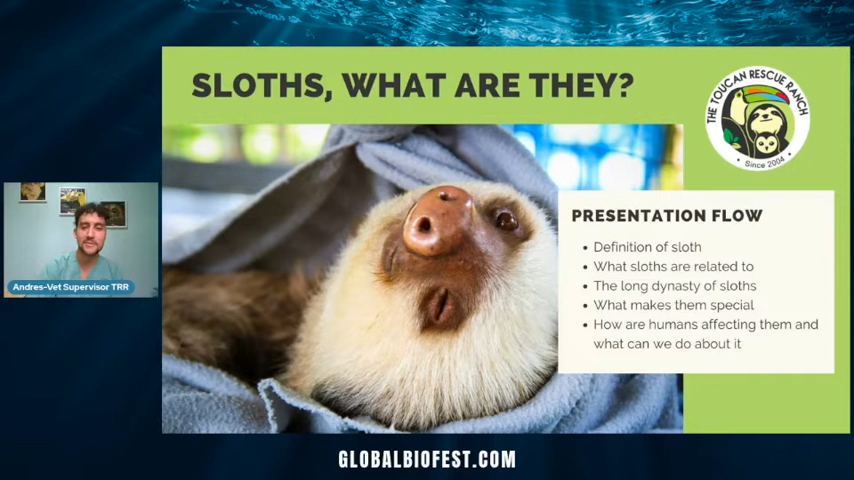 SLOTHS, WHAT ARE THEY?
THE TOUCAN RESCUE RANCH
• Since 2004 •
PRESENTATION FLOW
• Definition of sloth
• What sloths are related to
• The long dynasty of sloths
• What makes them special
• How are humans affecting them and
what can we do about it
Andres-Vet Supervisor TRR
GLOBALBIOFEST.COM